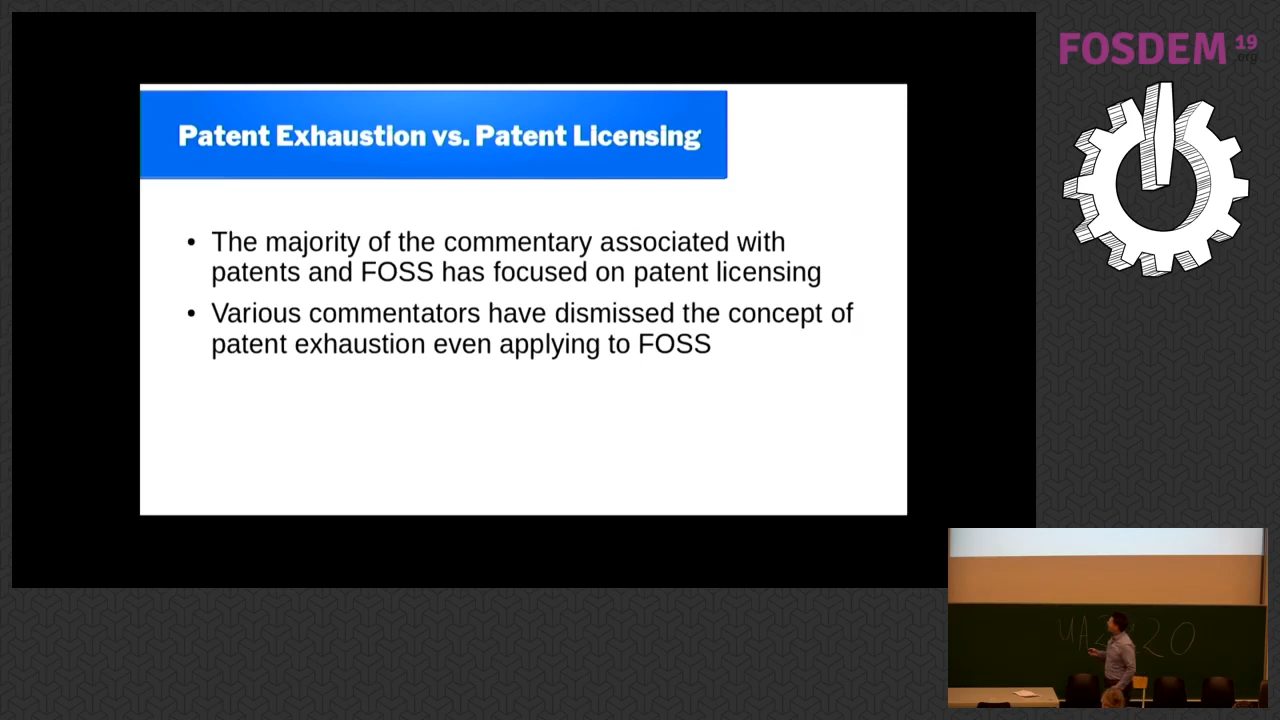 FOSDEM 19
.org
Patent Exhaustion vs. Patent Licensing
• The majority of the commentary associated with
patents and FOSS has focused on patent licensing
• Various commentators have dismissed the concept of
patent exhaustion even applying to FOSS